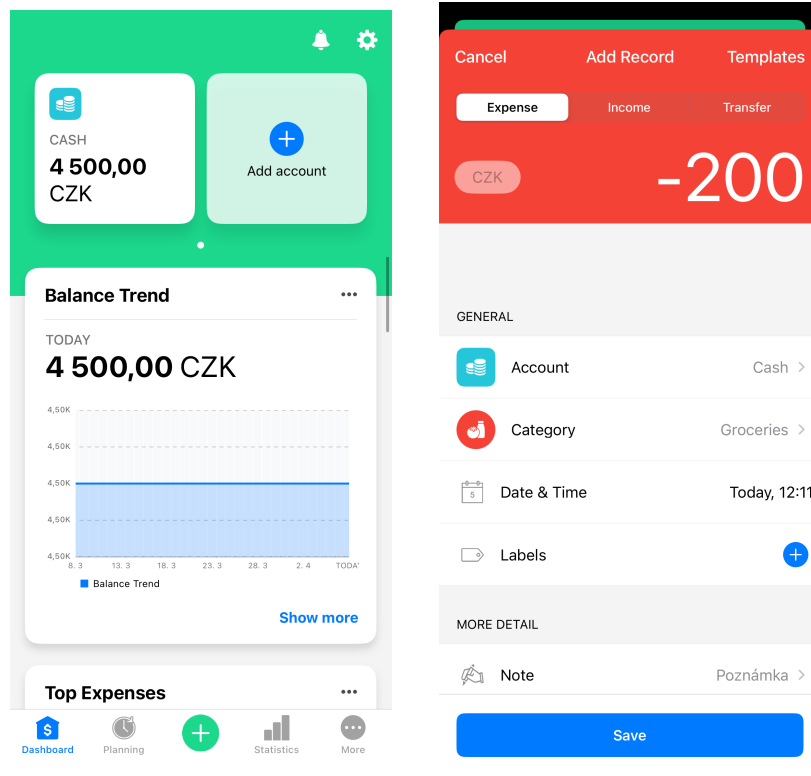 CASH
4 500,00
CZK
Add account
Balance Trend
TODAY
4 500,00 CZK
4,50K
4,50K
4,50K
4,50K
4,50K
8. 3 13. 3 18. 3 23. 3 28. 3 2. 4 TODA
Balance Trend
Show more
Top Expenses
Dashboard Planning Statistics More
Cancel Add Record Templates
Expense Income Transfer
CZK -200
GENERAL
Account Cash
Category Groceries
5 Date & Time Today, 12:11
Labels
MORE DETAIL
Note Poznámka
Save